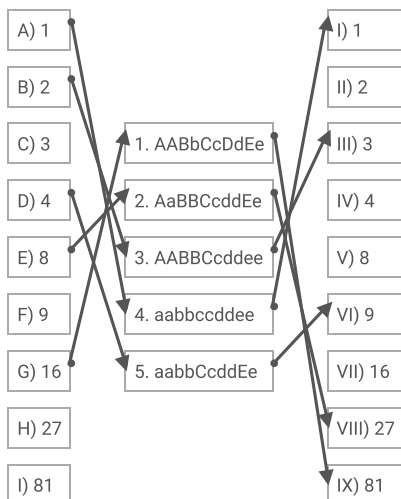 A) 1
B) 2
C) 3
D) 4
E) 8
F) 9
G) 16
H) 27
I) 81
1. AABbCcDdEe
2. AaBBCcddEe
3. AABBCcddee
4. aabbccddee
5. aabbCcddEe
I) 1
II) 2
III) 3
IV) 4
V) 8
VI) 9
VII) 16
VIII) 27
IX) 81